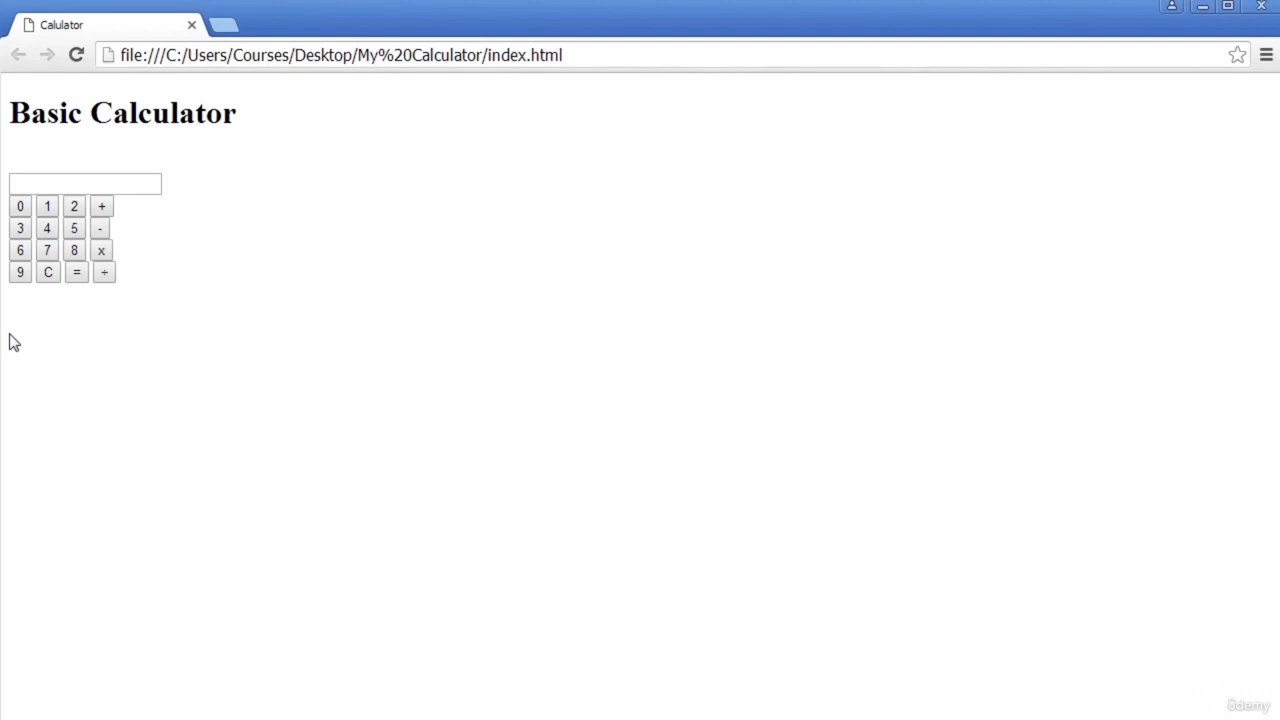 Calulator
file:///C:/Users/Courses/Desktop/My%20Calculator/index.html
Basic Calculator
0 1 2 +
3 4 5 -
6 7 8 x
9 C = ÷
ûdemy